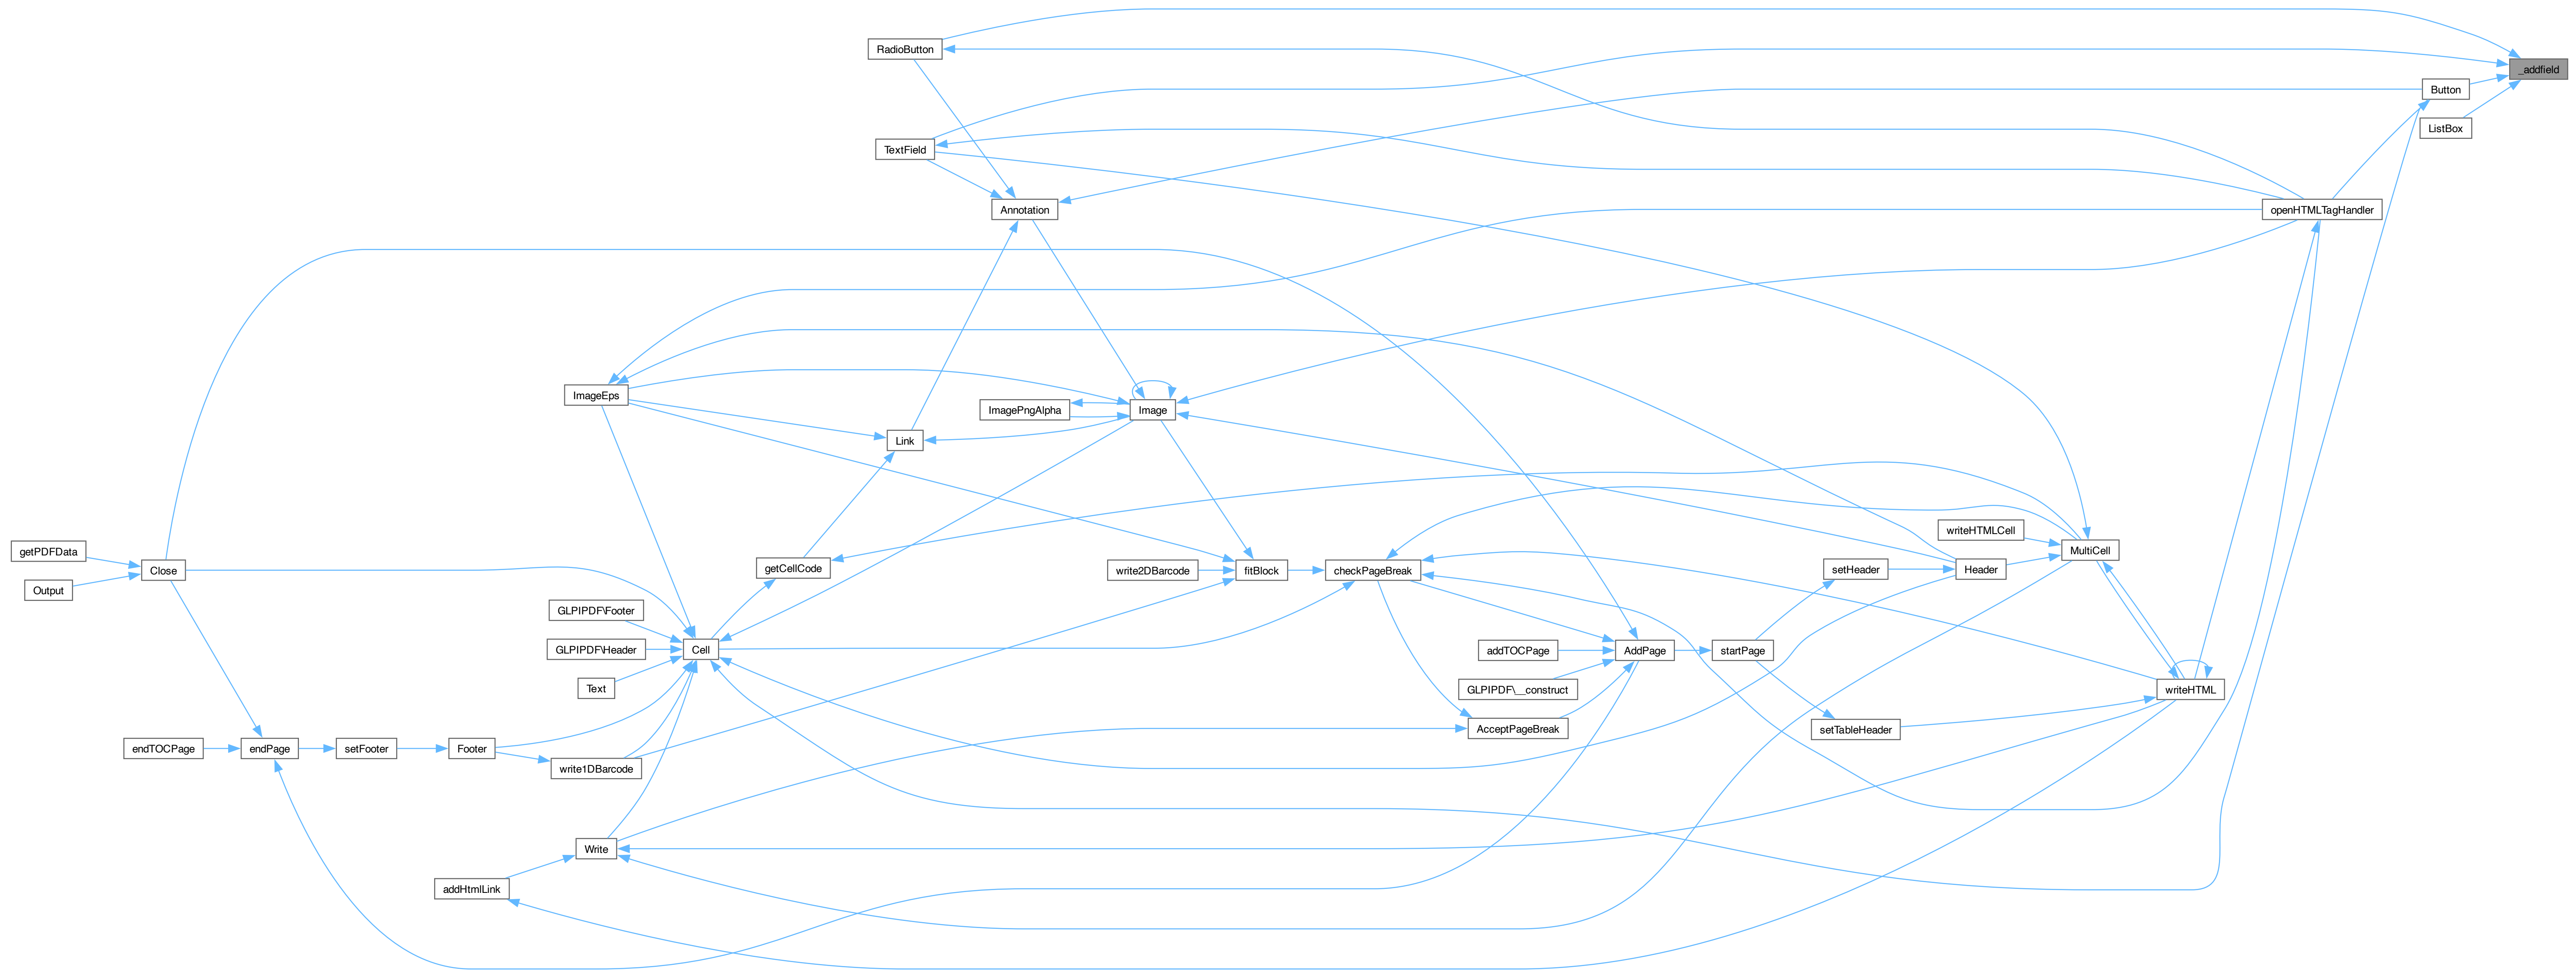 RadioButton
_addfield
Button
ListBox
TextField
Annotation
openHTMLTagHandler
ImageEps
ImagePngAlpha
Image
Link
writeHTMLCell
getPDFData
Close
getCellCode
write2DBarcode
fitBlock
checkPageBreak
setHeader
Header
MultiCell
Output
GLPIPDF\Footer
GLPIPDF\Header
Cell
addTOCPage
AddPage
startPage
Text
GLPIPDF\__construct
writeHTML
endTOCPage
endPage
setFooter
Footer
AcceptPageBreak
setTableHeader
write1DBarcode
Write
addHtmlLink